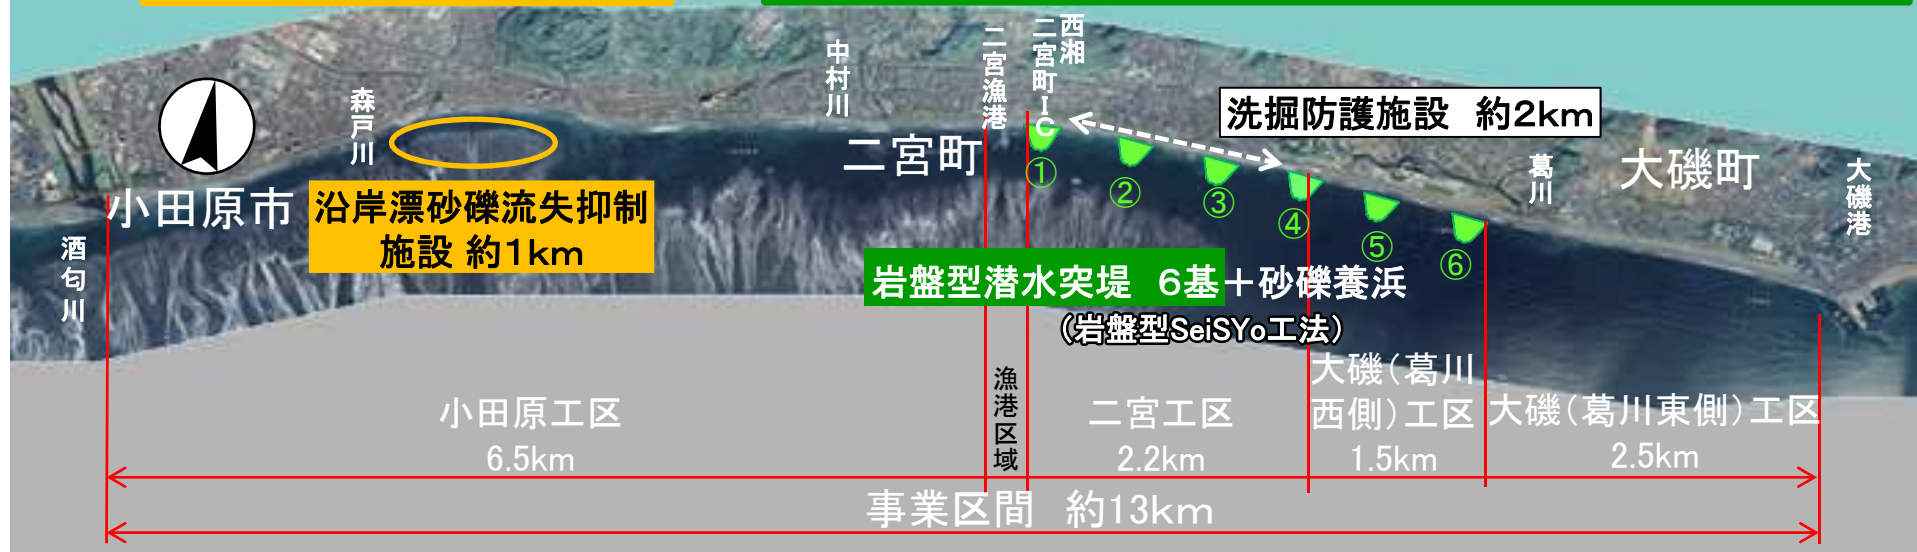 西湘
二宮町IC
二宮漁港
中村川
森戸川
洗掘防護施設　約2km
二宮町
大磯町
葛川
大磯港
小田原市
沿岸漂砂礫流失抑制
施設 約1km
酒匂川
①
②
③
④
⑤
⑥
岩盤型潜水突堤　6基＋砂礫養浜
（岩盤型SeiSYo工法）
小田原工区
6.5km
漁港区域
二宮工区
2.2km
大磯（葛川
西側）工区
1.5km
大磯（葛川東側）工区
2.5km
事業区間　約13km